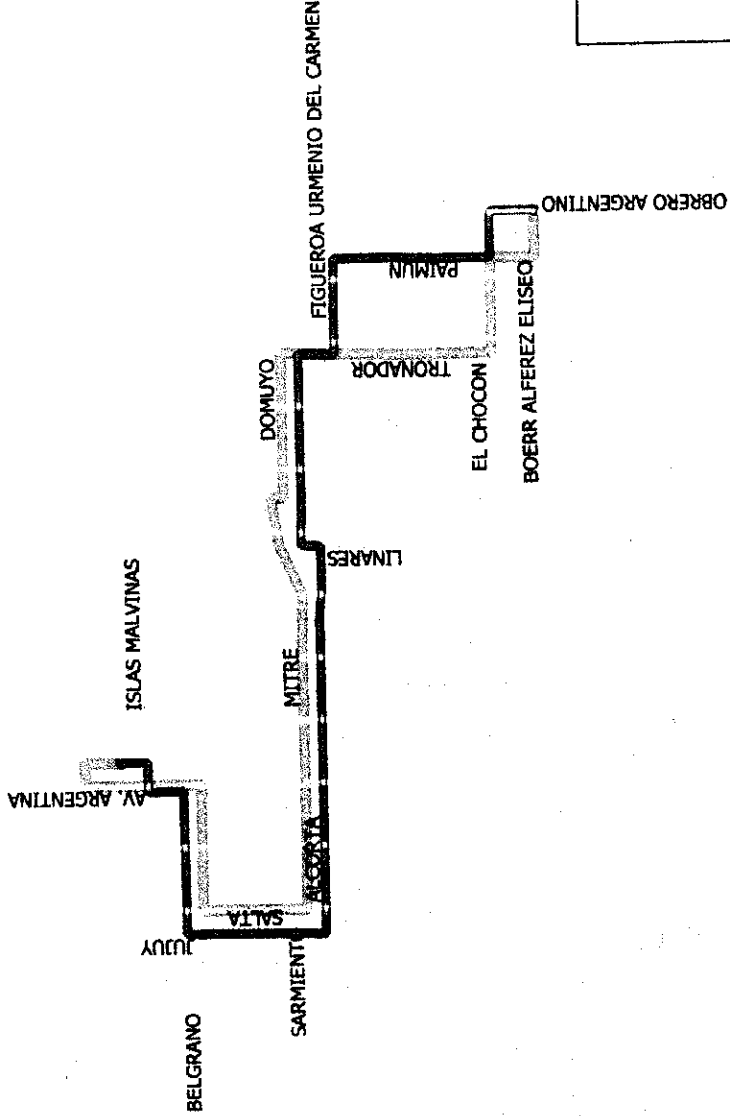 FIGUEROA URMENIO DEL CARMEN
OBRERO ARGENTINO
PAIMUN
DOMUYO
TRONADOR
EL CHOCON
BOERR ALFEREZ ELISEO
LINARES
ISLAS MALVINAS
MITRE
AV. ARGENTINA
ALCORTA
SALTA
JUJUY
SARMIENTO
BELGRANO